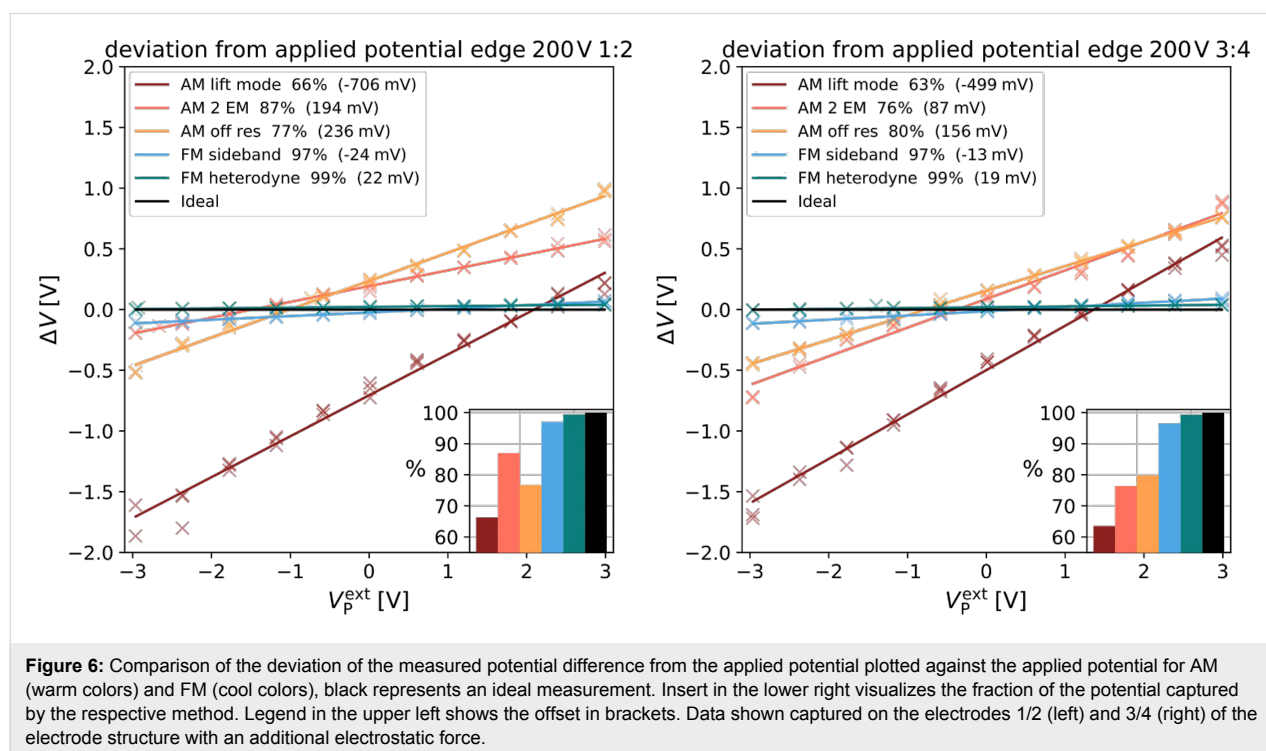 deviation from applied potential edge 200 V 1:2
2.0
1.5
1.0
0.5
0.0
−0.5
−1.0
−1.5
−2.0
ΔV [V]
AM lift mode 66% (-706 mV)
AM 2 EM 87% (194 mV)
AM off res 77% (236 mV)
FM sideband 97% (-24 mV)
FM heterodyne 99% (22 mV)
Ideal
100
90
80
70
60
%
−3 −2 −1 0 1 2 3
V_P^ext [V]
deviation from applied potential edge 200 V 3:4
2.0
1.5
1.0
0.5
0.0
−0.5
−1.0
−1.5
−2.0
ΔV [V]
AM lift mode 63% (-499 mV)
AM 2 EM 76% (87 mV)
AM off res 80% (156 mV)
FM sideband 97% (-13 mV)
FM heterodyne 99% (19 mV)
Ideal
100
90
80
70
60
%
−3 −2 −1 0 1 2 3
V_P^ext [V]
Figure 6: Comparison of the deviation of the measured potential difference from the applied potential plotted against the applied potential for AM
(warm colors) and FM (cool colors), black represents an ideal measurement. Insert in the lower right visualizes the fraction of the potential captured
by the respective method. Legend in the upper left shows the offset in brackets. Data shown captured on the electrodes 1/2 (left) and 3/4 (right) of the
electrode structure with an additional electrostatic force.